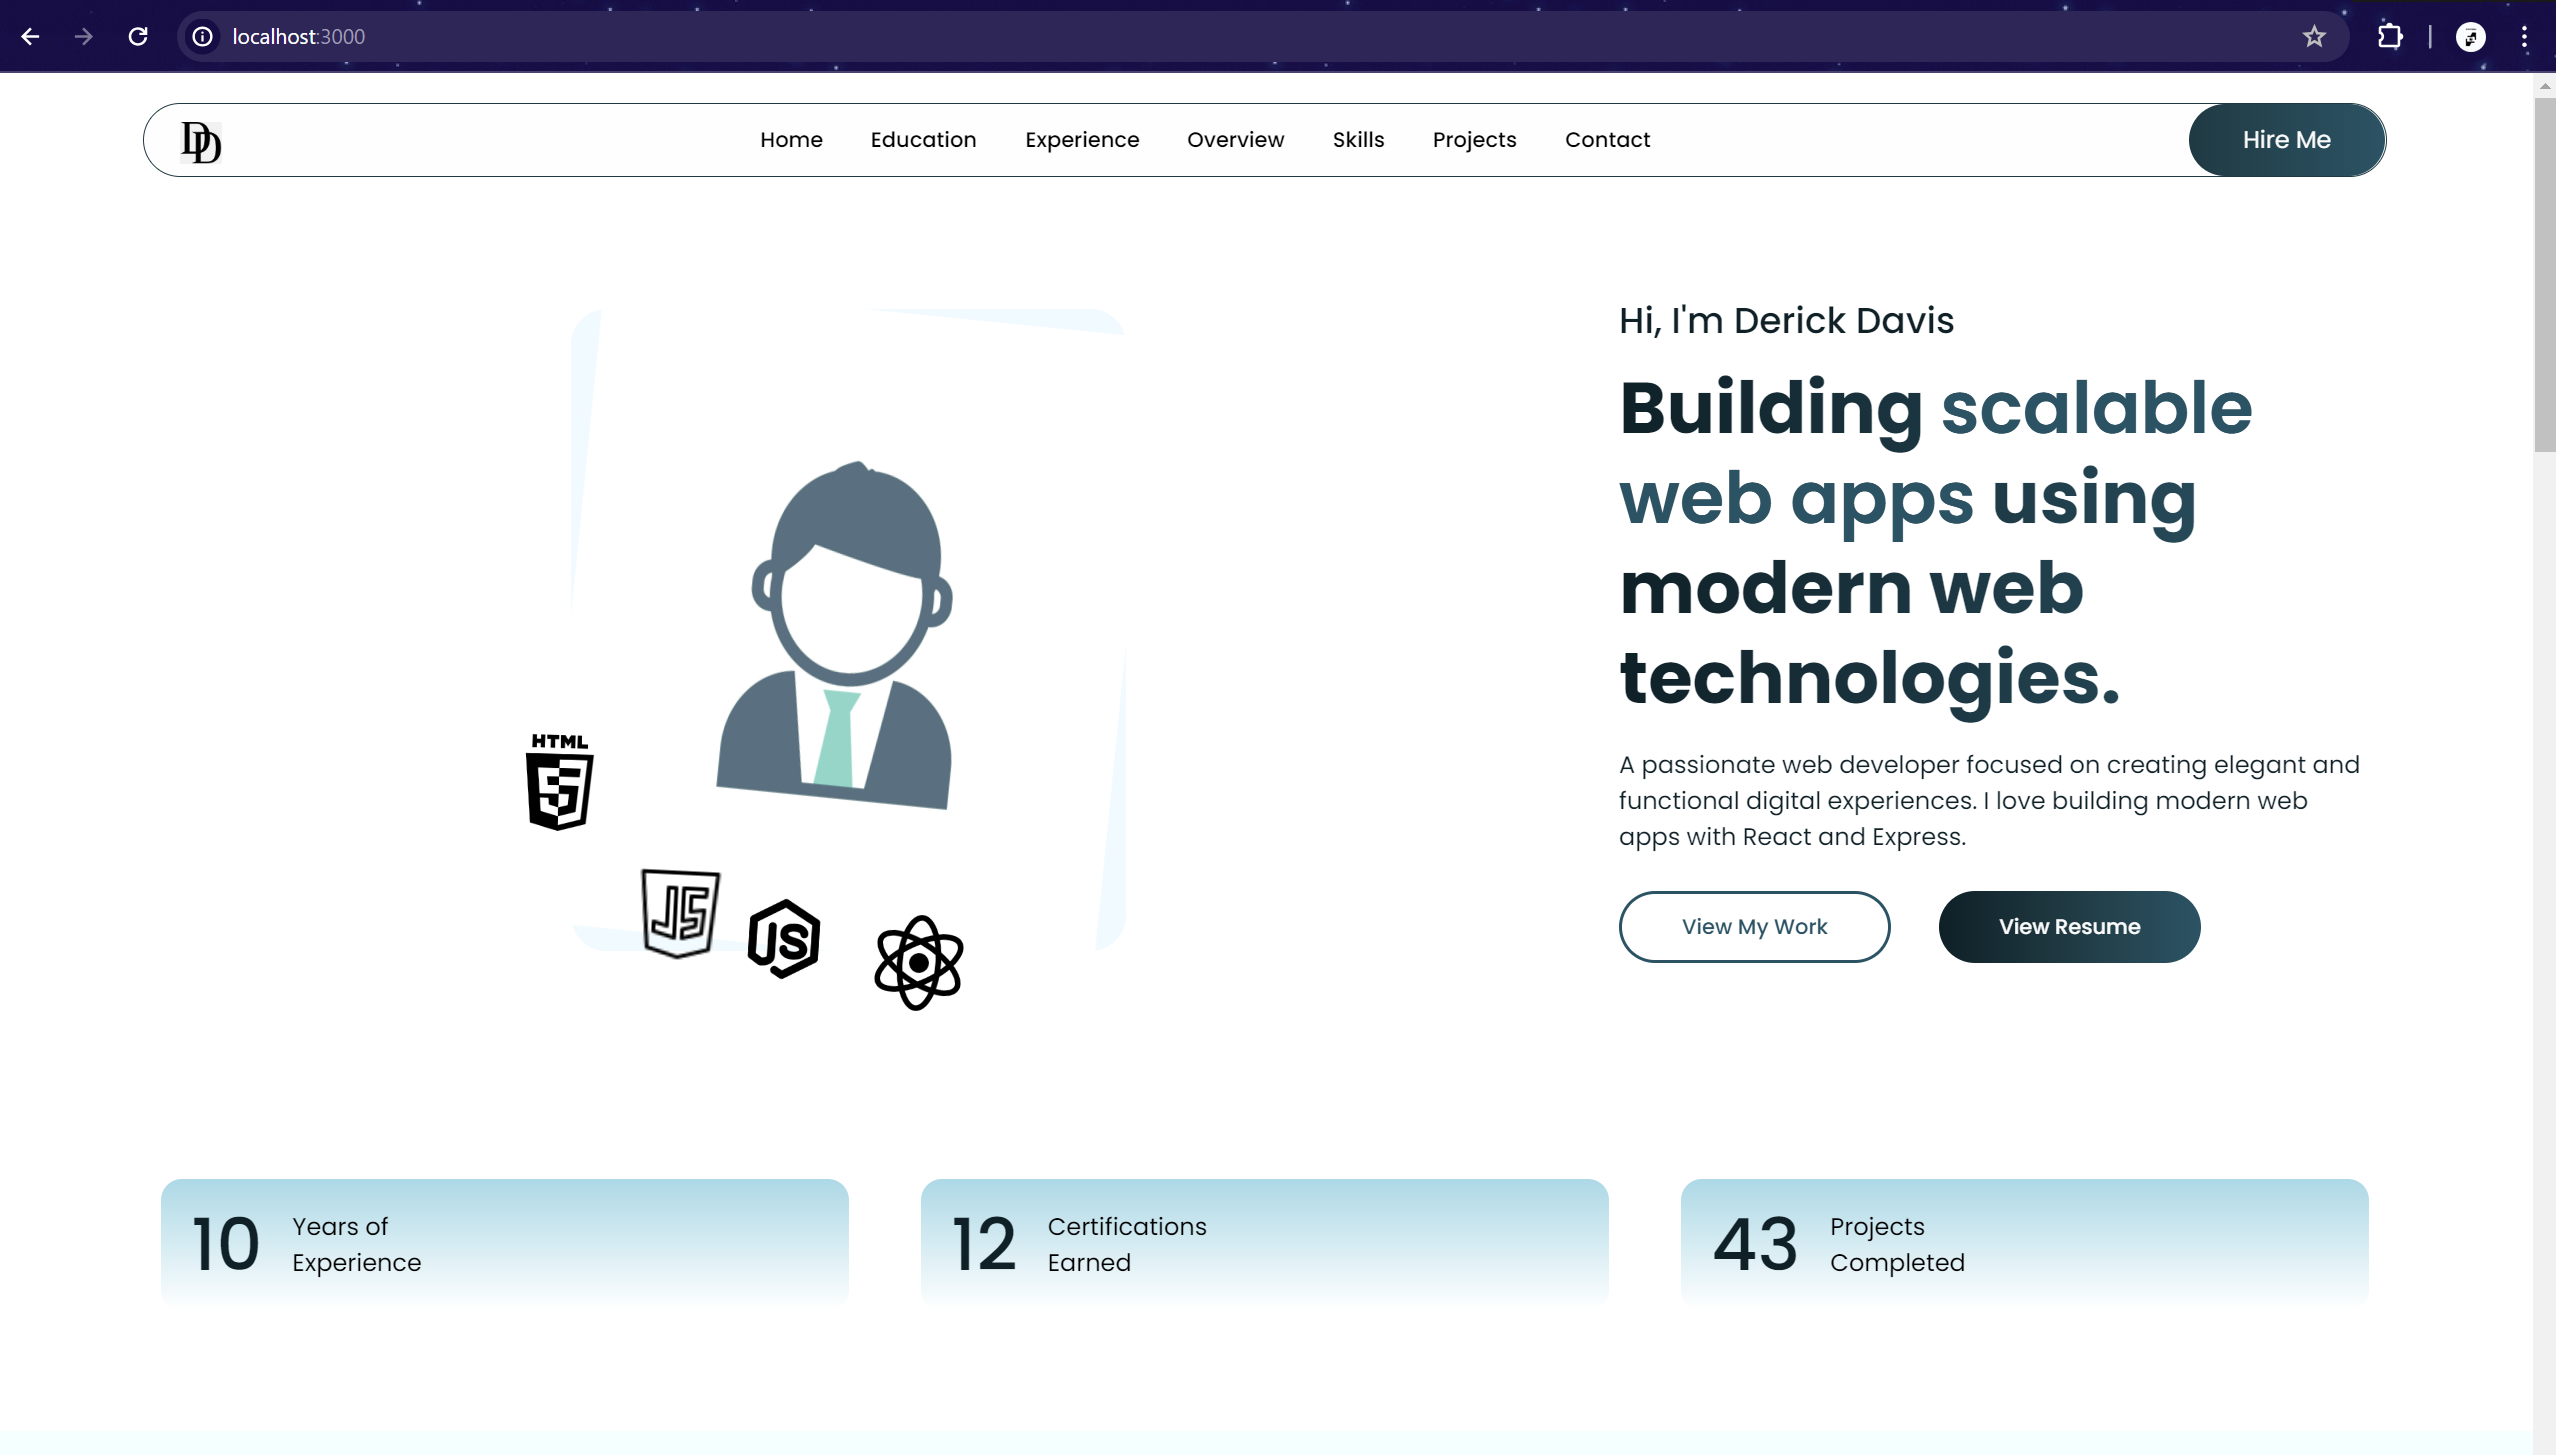 localhost:3000
DD
Home Education Experience Overview Skills Projects Contact Hire Me
Hi, I'm Derick Davis
Building scalable
web apps using
modern web
technologies.
A passionate web developer focused on creating elegant and
functional digital experiences. I love building modern web
apps with React and Express.
View My Work
View Resume
HTML
5
JS
JS
10
Years of
Experience
12
Certifications
Earned
43
Projects
Completed